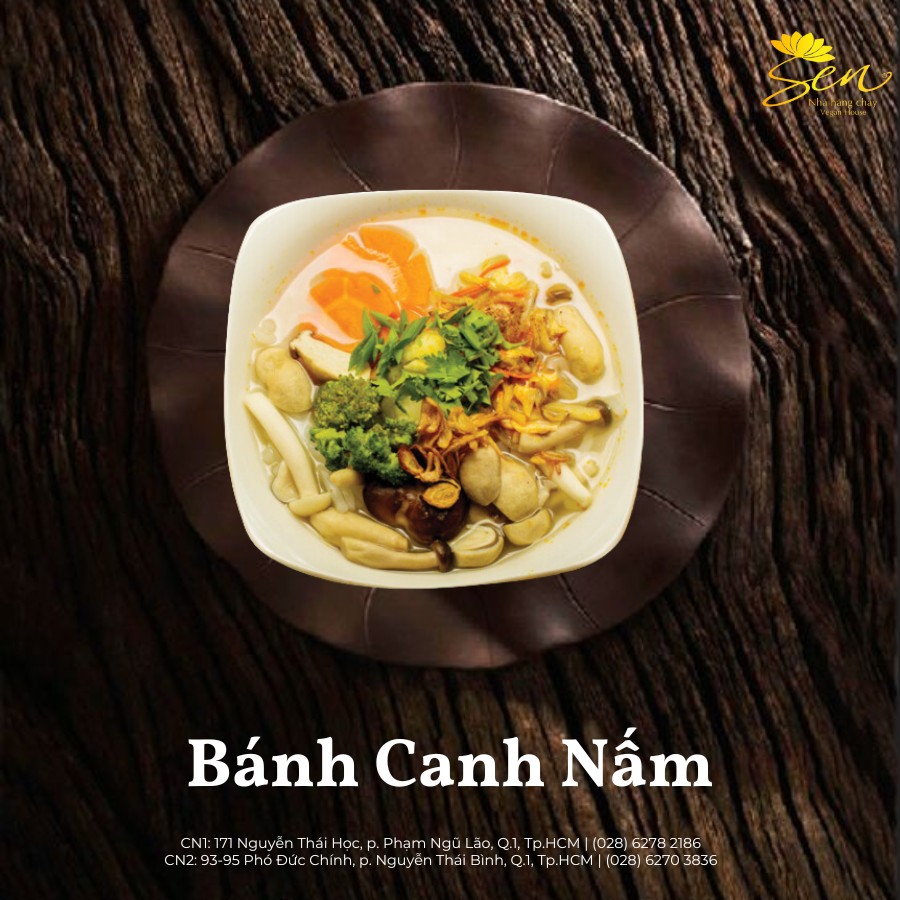 Sen
Nhà hàng chay
Vegan House
Bánh Canh Nấm
CN1: 171 Nguyễn Thái Học, p. Phạm Ngũ Lão, Q.1, Tp.HCM | (028) 6278 2186
CN2: 93-95 Phó Đức Chính, p. Nguyễn Thái Bình, Q.1, Tp.HCM | (028) 6270 3836